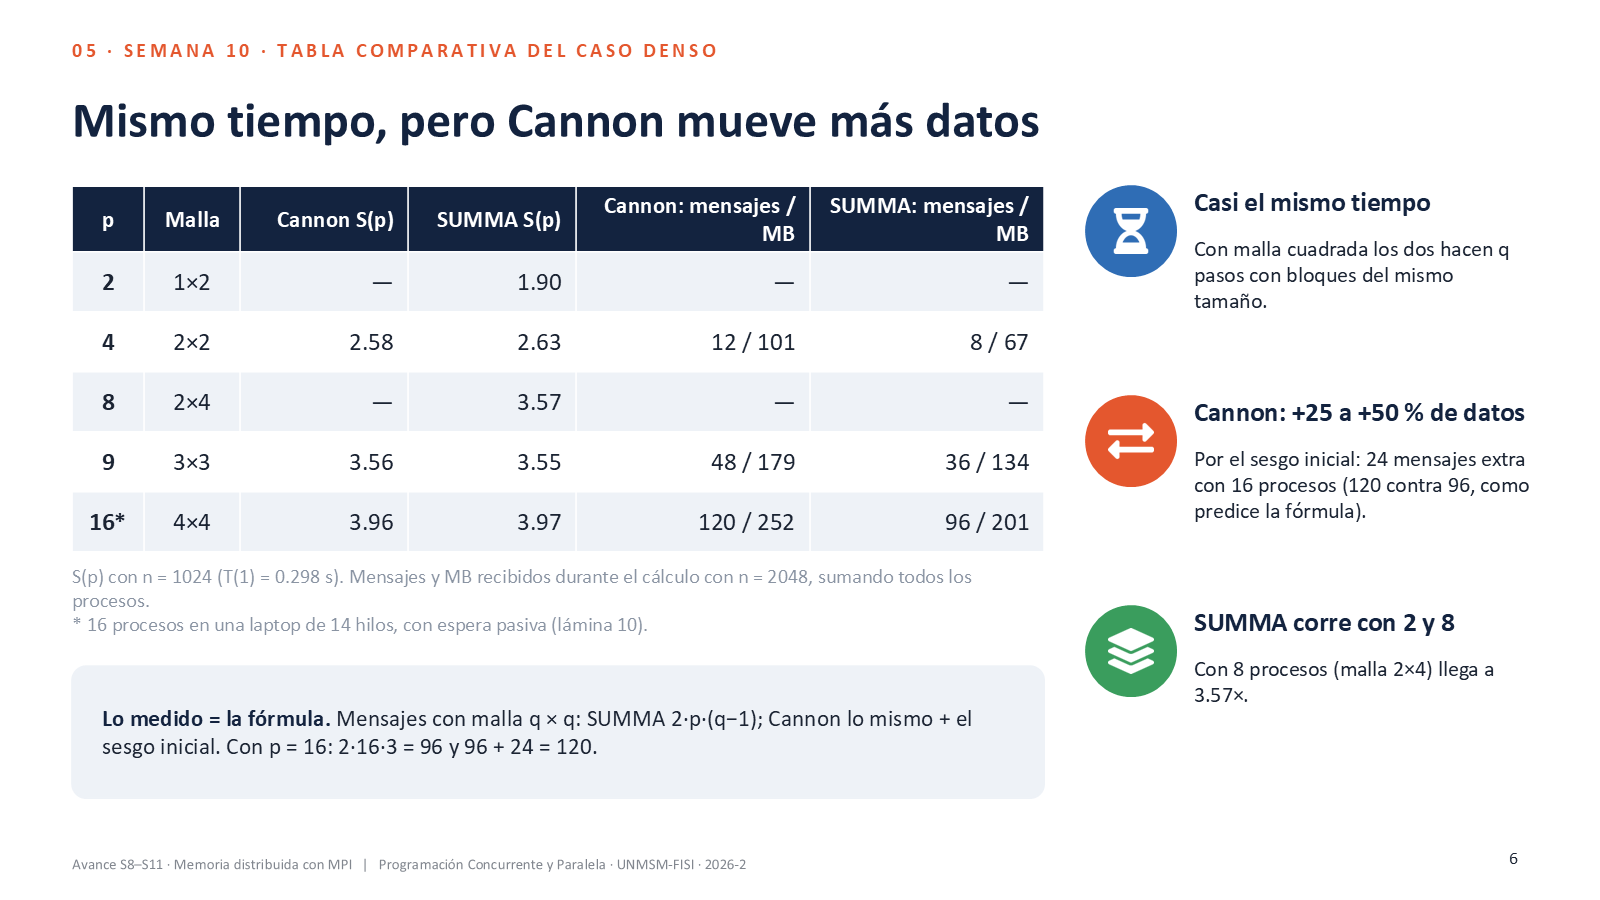 05 · SEMANA 10 · TABLA COMPARATIVA DEL CASO DENSO
Mismo tiempo, pero Cannon mueve más datos
p Malla Cannon S(p) SUMMA S(p) Cannon: mensajes / MB SUMMA: mensajes / MB
2 1×2 — 1.90 — —
4 2×2 2.58 2.63 12 / 101 8 / 67
8 2×4 — 3.57 — —
9 3×3 3.56 3.55 48 / 179 36 / 134
16* 4×4 3.96 3.97 120 / 252 96 / 201
S(p) con n = 1024 (T(1) = 0.298 s). Mensajes y MB recibidos durante el cálculo con n = 2048, sumando todos los
procesos.
* 16 procesos en una laptop de 14 hilos, con espera pasiva (lámina 10).
Lo medido = la fórmula. Mensajes con malla q × q: SUMMA 2·p·(q−1); Cannon lo mismo + el
sesgo inicial. Con p = 16: 2·16·3 = 96 y 96 + 24 = 120.
Casi el mismo tiempo
Con malla cuadrada los dos hacen q
pasos con bloques del mismo
tamaño.
Cannon: +25 a +50 % de datos
Por el sesgo inicial: 24 mensajes extra
con 16 procesos (120 contra 96, como
predice la fórmula).
SUMMA corre con 2 y 8
Con 8 procesos (malla 2×4) llega a
3.57×.
Avance S8–S11 · Memoria distribuida con MPI | Programación Concurrente y Paralela · UNMSM-FISI · 2026-2
6